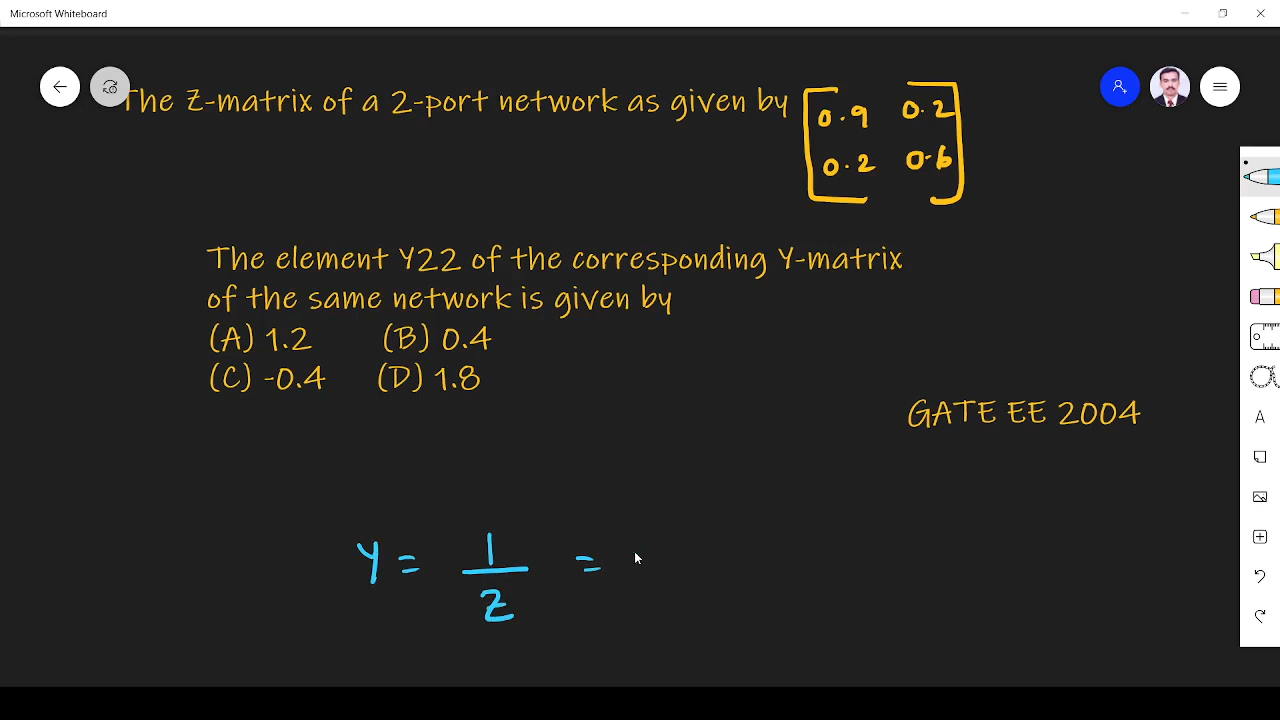 Microsoft Whiteboard
The Z-matrix of a 2-port network as given by
0.9 0.2
0.2 0.6
The element Y22 of the corresponding Y-matrix
of the same network is given by
(A) 1.2 (B) 0.4
(C) -0.4 (D) 1.8
GATE EE 2004
Y = 1 / Z =
A